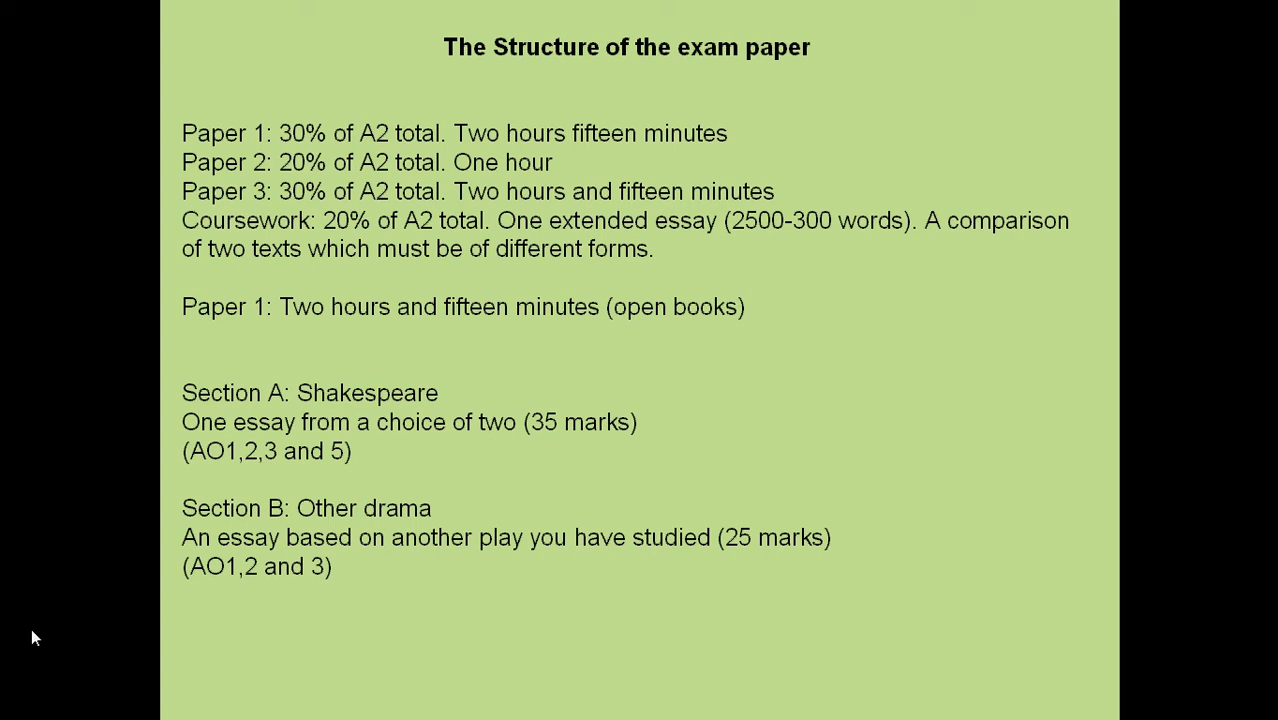 The Structure of the exam paper
Paper 1: 30% of A2 total. Two hours fifteen minutes
Paper 2: 20% of A2 total. One hour
Paper 3: 30% of A2 total. Two hours and fifteen minutes
Coursework: 20% of A2 total. One extended essay (2500-300 words). A comparison
of two texts which must be of different forms.
Paper 1: Two hours and fifteen minutes (open books)
Section A: Shakespeare
One essay from a choice of two (35 marks)
(AO1,2,3 and 5)
Section B: Other drama
An essay based on another play you have studied (25 marks)
(AO1,2 and 3)